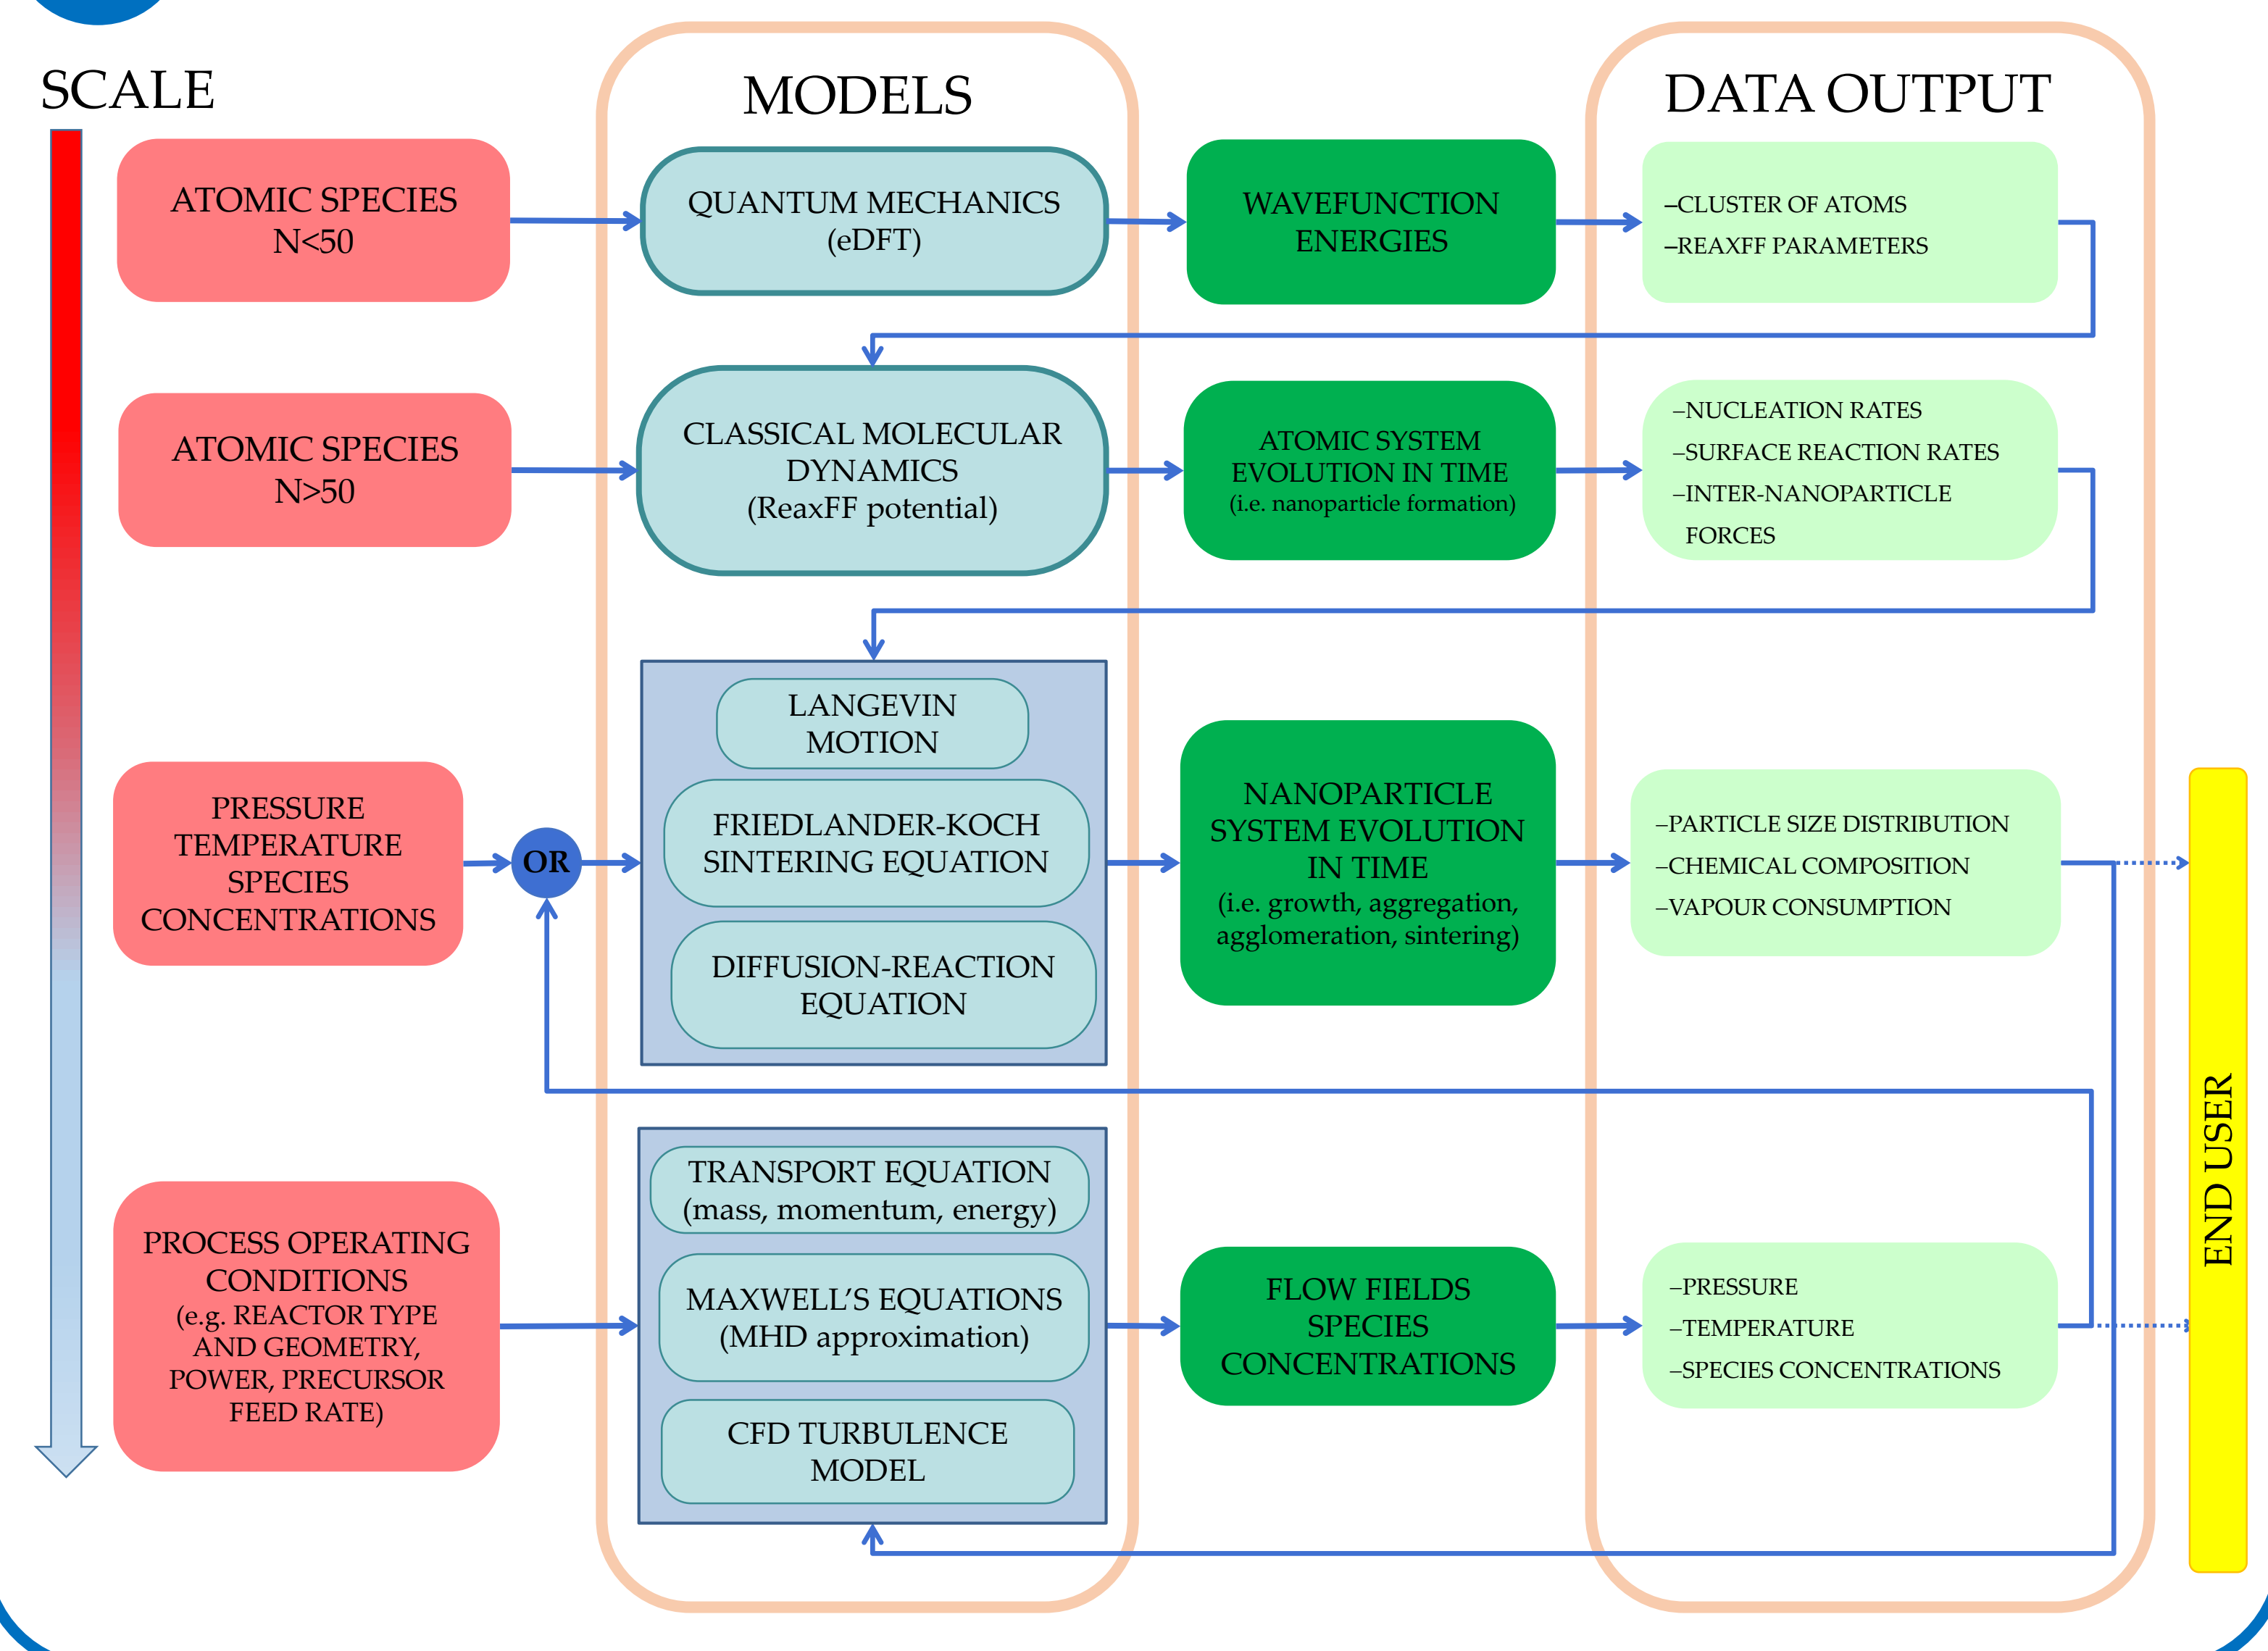 SCALE
MODELS
DATA OUTPUT
ATOMIC SPECIES
N<50
QUANTUM MECHANICS
(eDFT)
WAVEFUNCTION
ENERGIES
–CLUSTER OF ATOMS
–REAXFF PARAMETERS
ATOMIC SPECIES
N>50
CLASSICAL MOLECULAR
DYNAMICS
(ReaxFF potential)
ATOMIC SYSTEM
EVOLUTION IN TIME
(i.e. nanoparticle formation)
–NUCLEATION RATES
–SURFACE REACTION RATES
–INTER-NANOPARTICLE
FORCES
PRESSURE
TEMPERATURE
SPECIES
CONCENTRATIONS
OR
LANGEVIN
MOTION
FRIEDLANDER-KOCH
SINTERING EQUATION
DIFFUSION-REACTION
EQUATION
NANOPARTICLE
SYSTEM EVOLUTION
IN TIME
(i.e. growth, aggregation,
agglomeration, sintering)
–PARTICLE SIZE DISTRIBUTION
–CHEMICAL COMPOSITION
–VAPOUR CONSUMPTION
END USER
PROCESS OPERATING
CONDITIONS
(e.g. REACTOR TYPE
AND GEOMETRY,
POWER, PRECURSOR
FEED RATE)
TRANSPORT EQUATION
(mass, momentum, energy)
MAXWELL’S EQUATIONS
(MHD approximation)
CFD TURBULENCE
MODEL
FLOW FIELDS
SPECIES
CONCENTRATIONS
–PRESSURE
–TEMPERATURE
–SPECIES CONCENTRATIONS